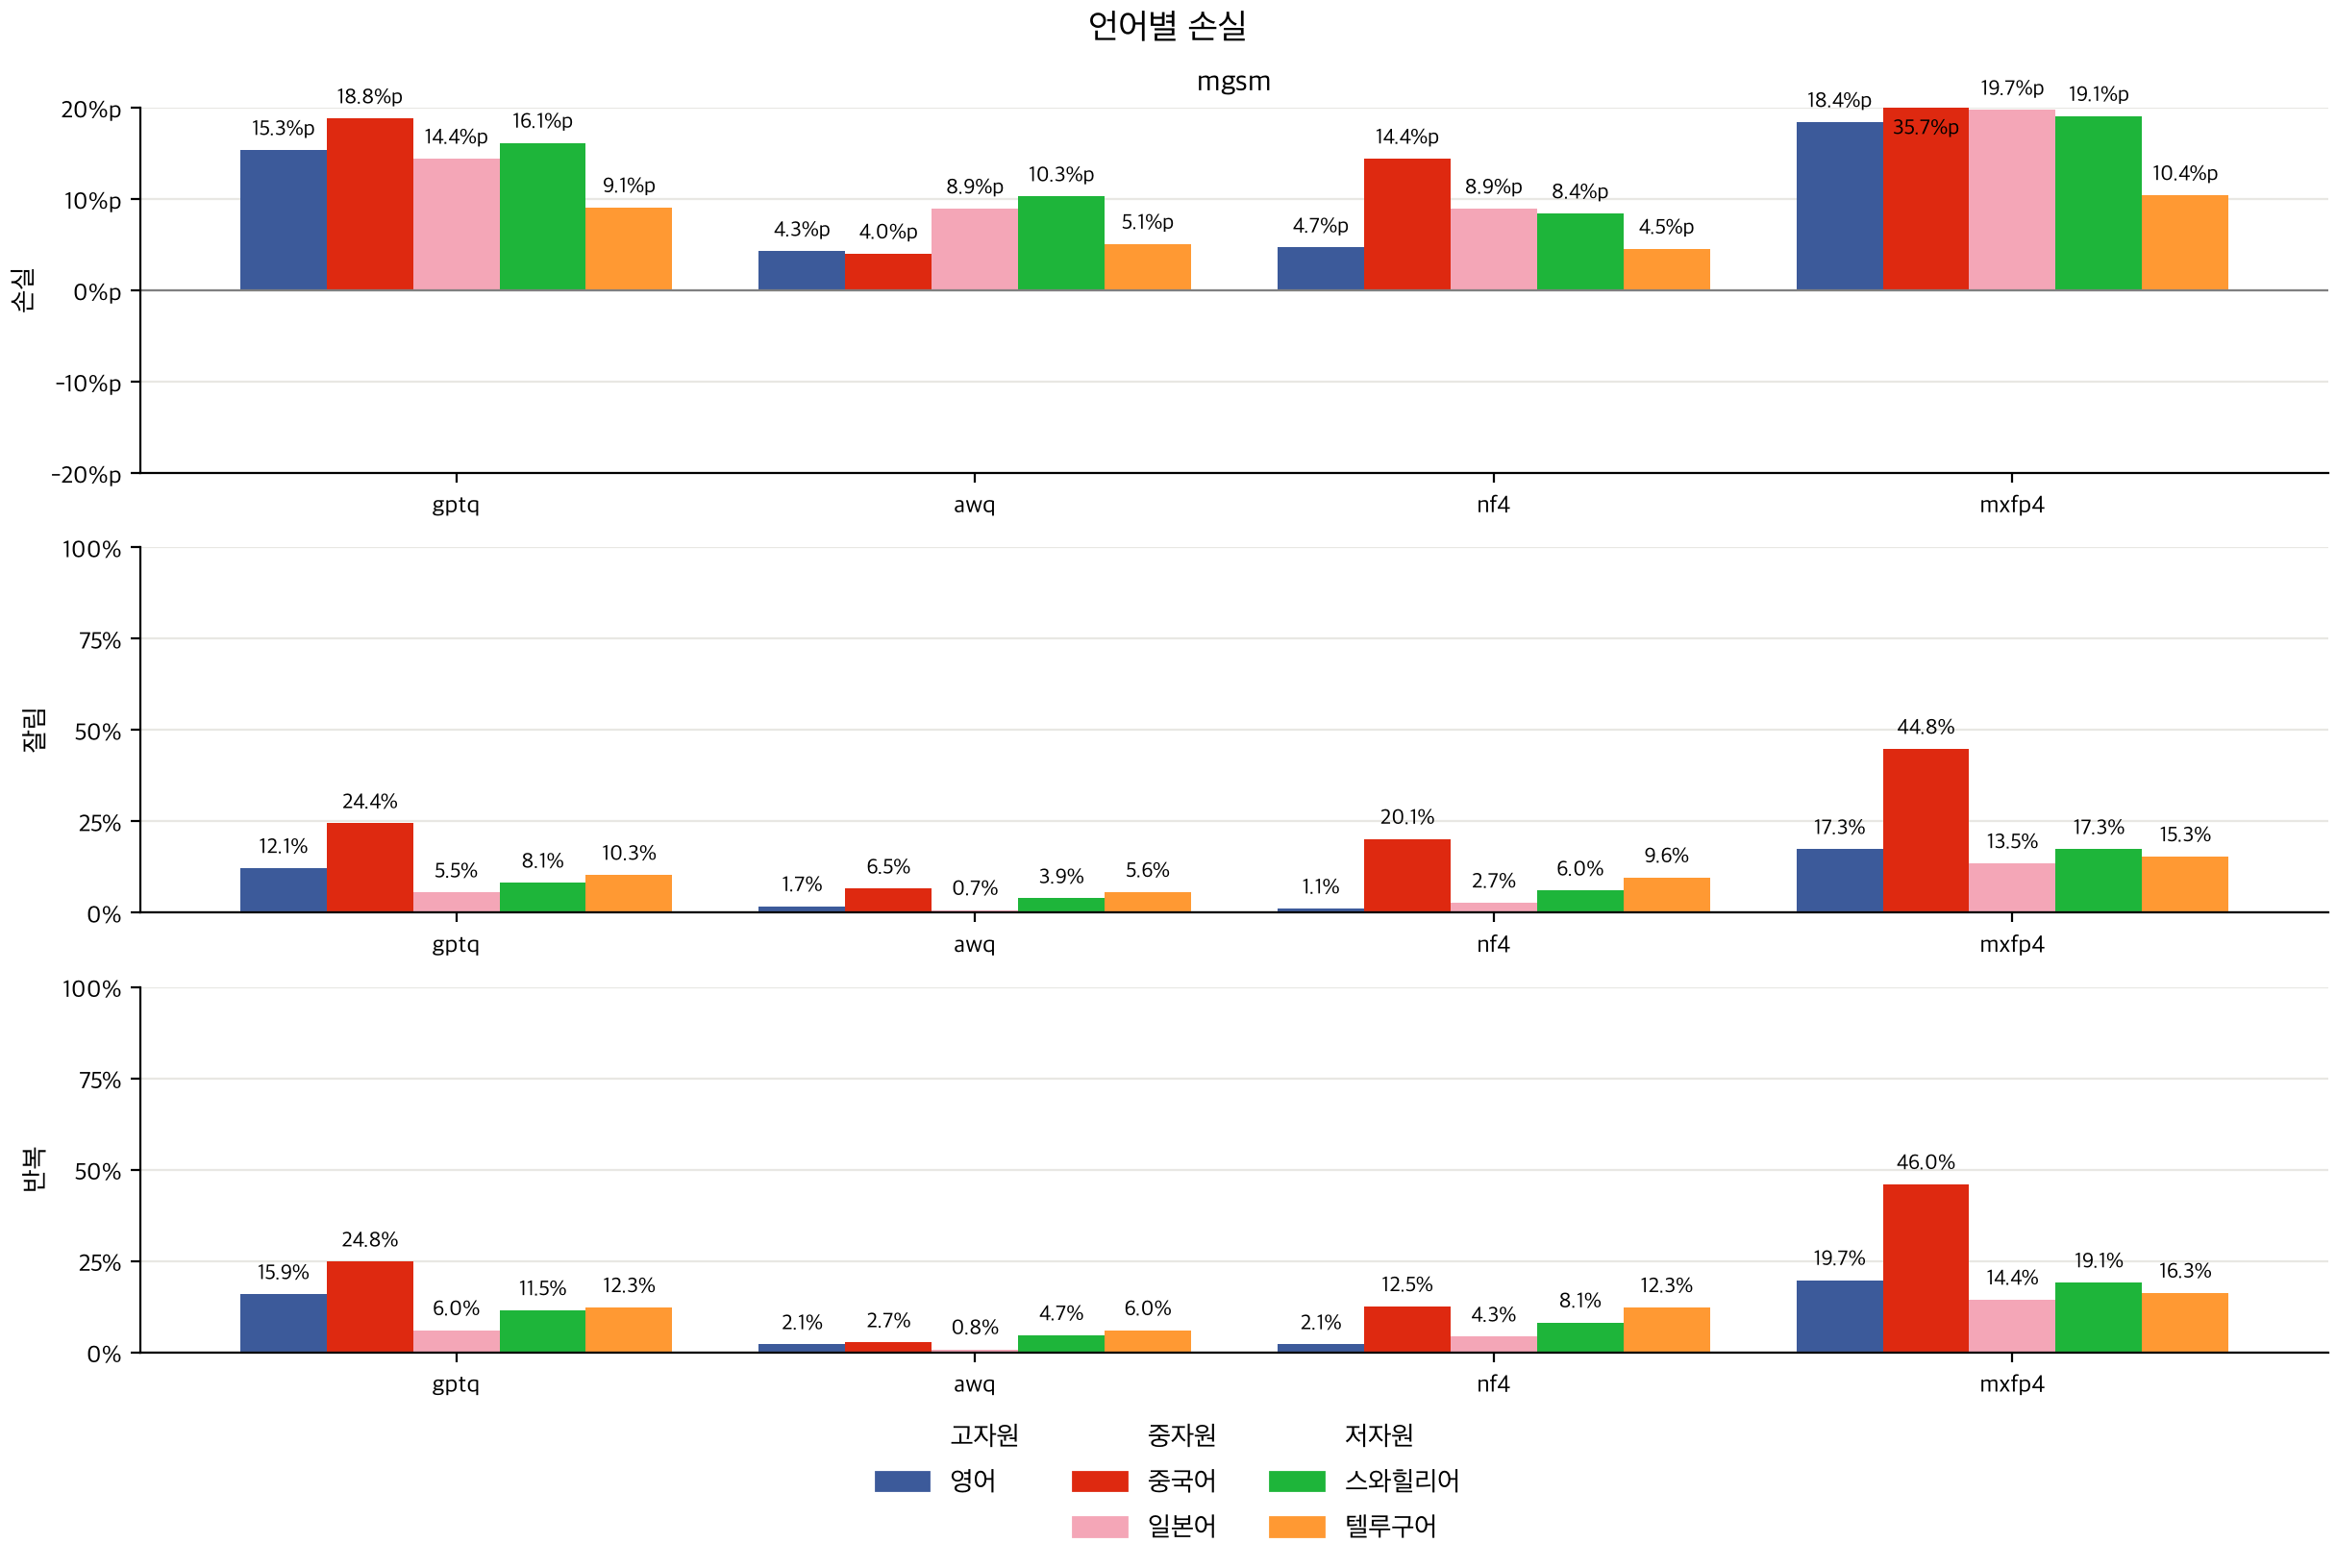 언어별 손실
mgsm
20%p
10%p
0%p
-10%p
-20%p
손실
15.3%p
18.8%p
14.4%p
16.1%p
9.1%p
4.3%p
4.0%p
8.9%p
10.3%p
5.1%p
4.7%p
14.4%p
8.9%p
8.4%p
4.5%p
18.4%p
35.7%p
19.7%p
19.1%p
10.4%p
gptq
awq
nf4
mxfp4
100%
75%
50%
25%
0%
잘림
12.1%
24.4%
5.5%
8.1%
10.3%
1.7%
6.5%
0.7%
3.9%
5.6%
1.1%
20.1%
2.7%
6.0%
9.6%
17.3%
44.8%
13.5%
17.3%
15.3%
gptq
awq
nf4
mxfp4
100%
75%
50%
25%
0%
반복
15.9%
24.8%
6.0%
11.5%
12.3%
2.1%
2.7%
0.8%
4.7%
6.0%
2.1%
12.5%
4.3%
8.1%
12.3%
19.7%
46.0%
14.4%
19.1%
16.3%
gptq
awq
nf4
mxfp4
고자원
영어
중자원
중국어
일본어
저자원
스와힐리어
텔루구어